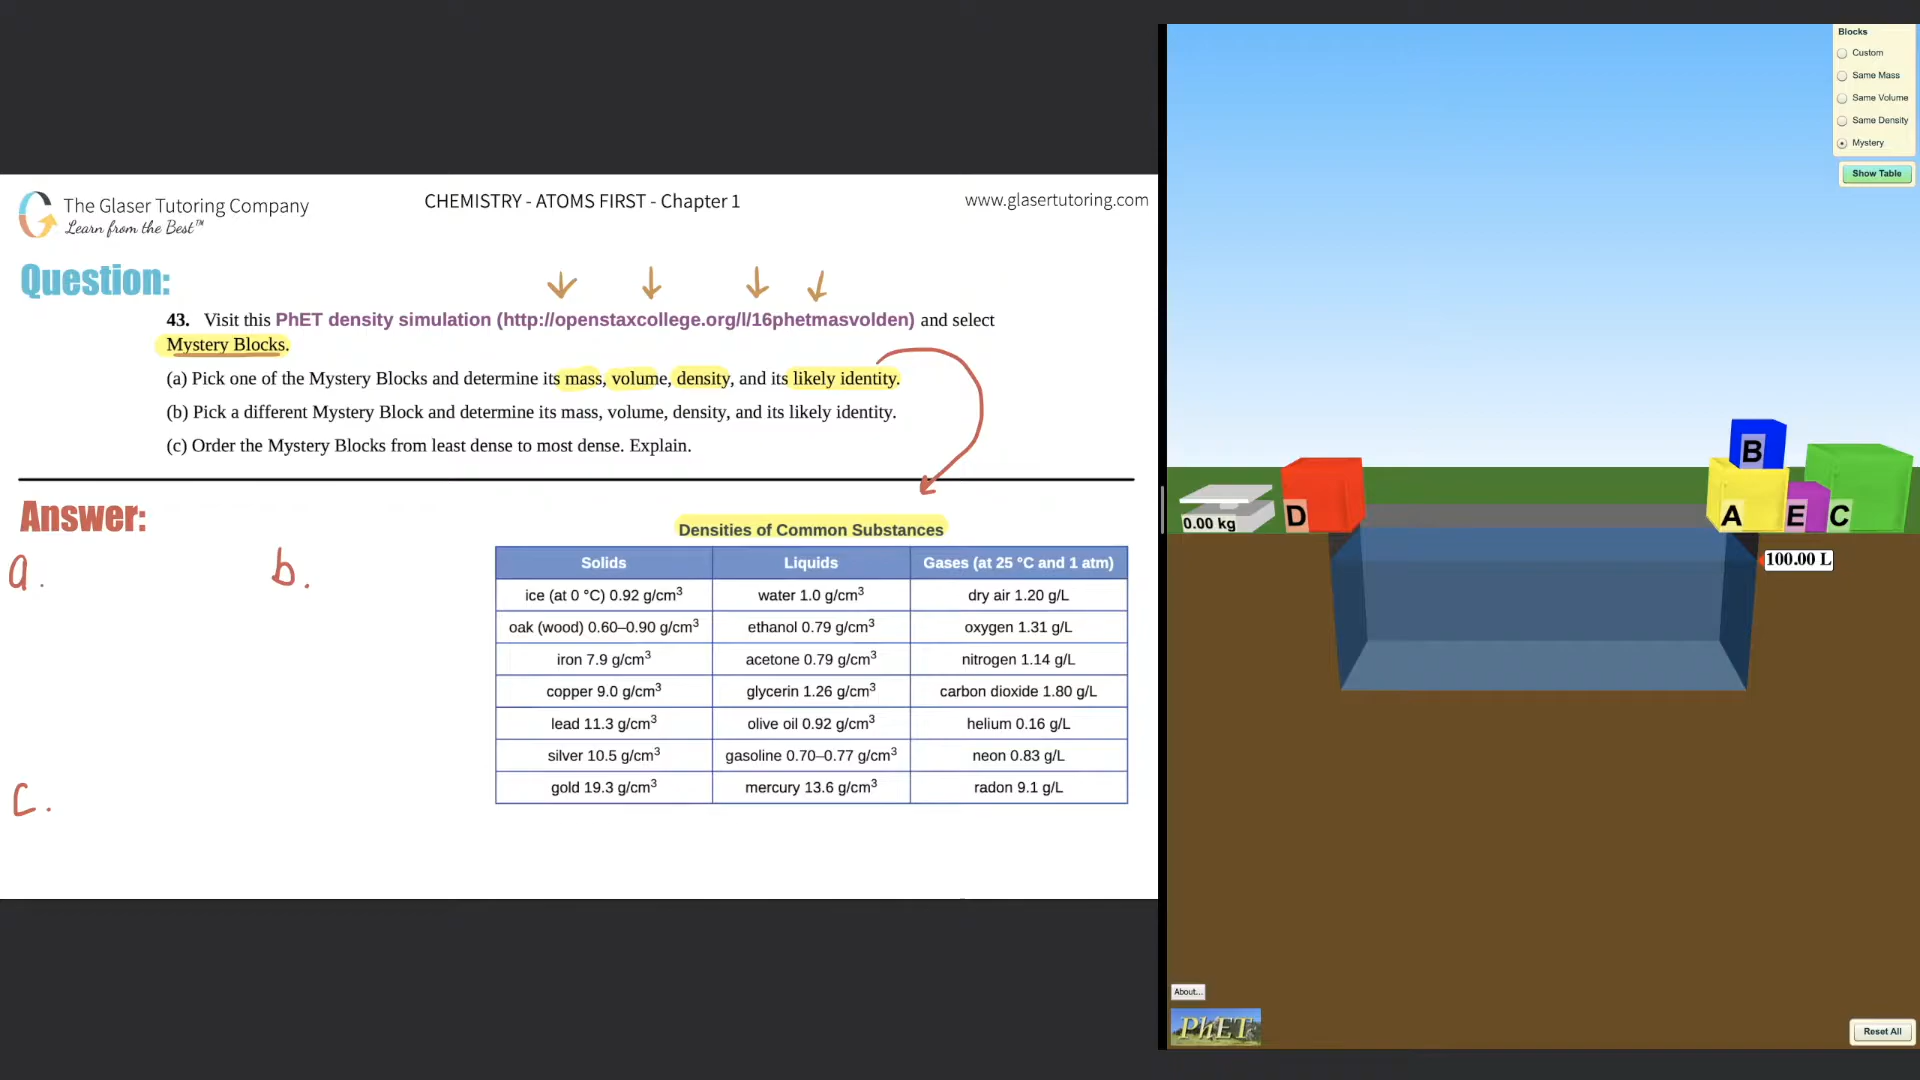 The Glaser Tutoring Company
Learn from the Best™
CHEMISTRY - ATOMS FIRST - Chapter 1
www.glasertutoring.com
Question:
43. Visit this PhET density simulation (http://openstaxcollege.org/l/16phetmasvolden) and select
Mystery Blocks.
(a) Pick one of the Mystery Blocks and determine its mass, volume, density, and its likely identity.
(b) Pick a different Mystery Block and determine its mass, volume, density, and its likely identity.
(c) Order the Mystery Blocks from least dense to most dense. Explain.
Answer:
a.
b.
c.
Densities of Common Substances
Solids Liquids Gases (at 25 °C and 1 atm)
ice (at 0 °C) 0.92 g/cm³ water 1.0 g/cm³ dry air 1.20 g/L
oak (wood) 0.60–0.90 g/cm³ ethanol 0.79 g/cm³ oxygen 1.31 g/L
iron 7.9 g/cm³ acetone 0.79 g/cm³ nitrogen 1.14 g/L
copper 9.0 g/cm³ glycerin 1.26 g/cm³ carbon dioxide 1.80 g/L
lead 11.3 g/cm³ olive oil 0.92 g/cm³ helium 0.16 g/L
silver 10.5 g/cm³ gasoline 0.70–0.77 g/cm³ neon 0.83 g/L
gold 19.3 g/cm³ mercury 13.6 g/cm³ radon 9.1 g/L
Blocks
Custom
Same Mass
Same Volume
Same Density
Mystery
Show Table
B
0.00 kg
D
A
E
C
100.00 L
About...
PhET
Reset All